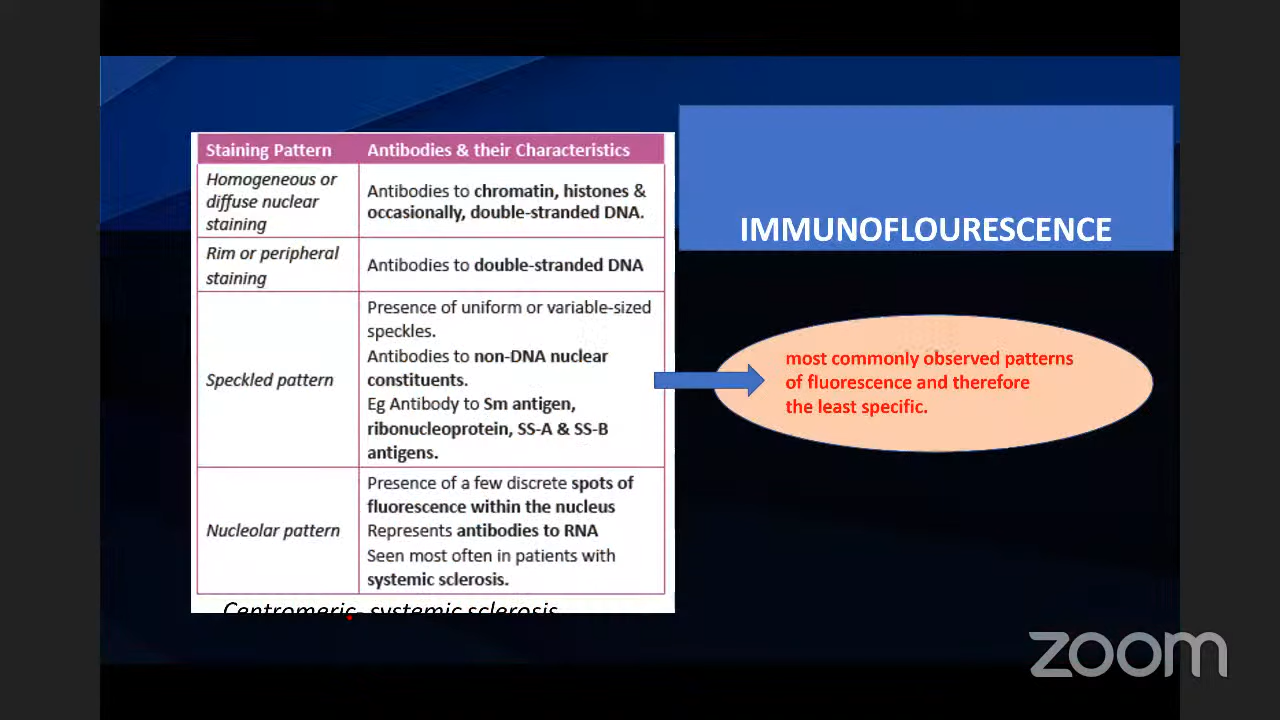 Staining Pattern
Antibodies & their Characteristics
Homogeneous or
diffuse nuclear
staining
Antibodies to chromatin, histones &
occasionally, double-stranded DNA.
Rim or peripheral
staining
Antibodies to double-stranded DNA
Speckled pattern
Presence of uniform or variable-sized
speckles.
Antibodies to non-DNA nuclear
constituents.
Eg Antibody to Sm antigen,
ribonucleoprotein, SS-A & SS-B
antigens.
Nucleolar pattern
Presence of a few discrete spots of
fluorescence within the nucleus
Represents antibodies to RNA
Seen most often in patients with
systemic sclerosis.
Centromeric- systemic sclerosis
IMMUNOFLOURESCENCE
most commonly observed patterns
of fluorescence and therefore
the least specific.
zoom